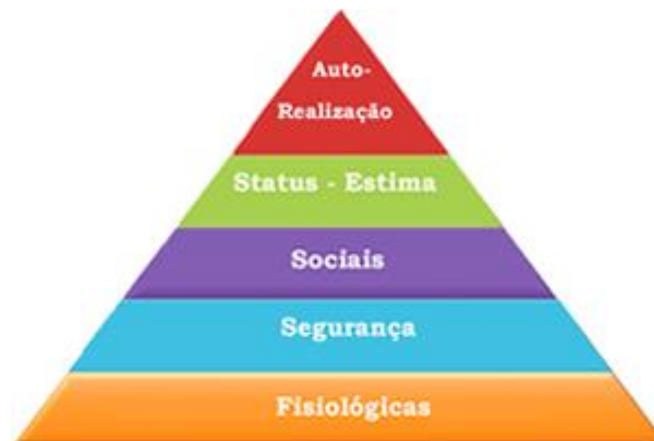 Auto-
Realização
Status - Estima
Sociais
Segurança
Fisiológicas